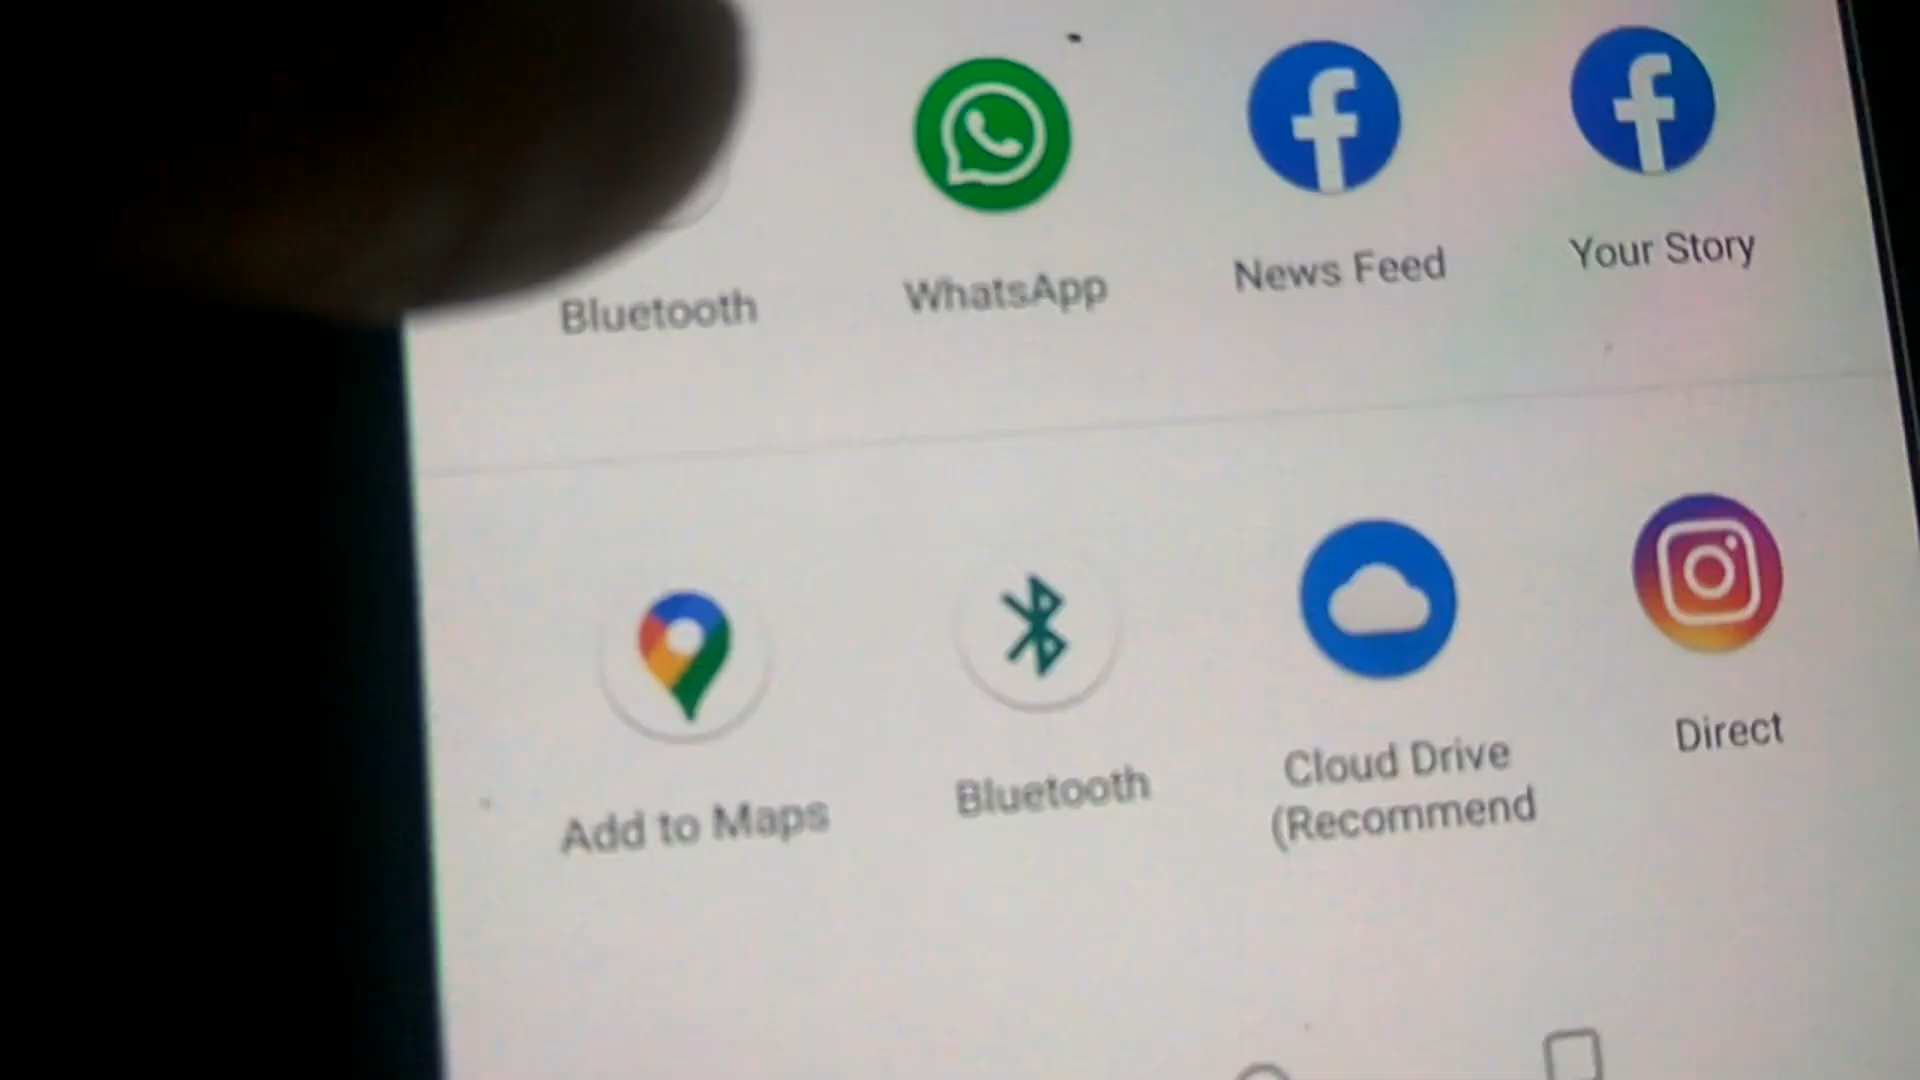 Bluetooth
WhatsApp
News Feed
Your Story
Add to Maps
Bluetooth
Cloud Drive
(Recommend
Direct